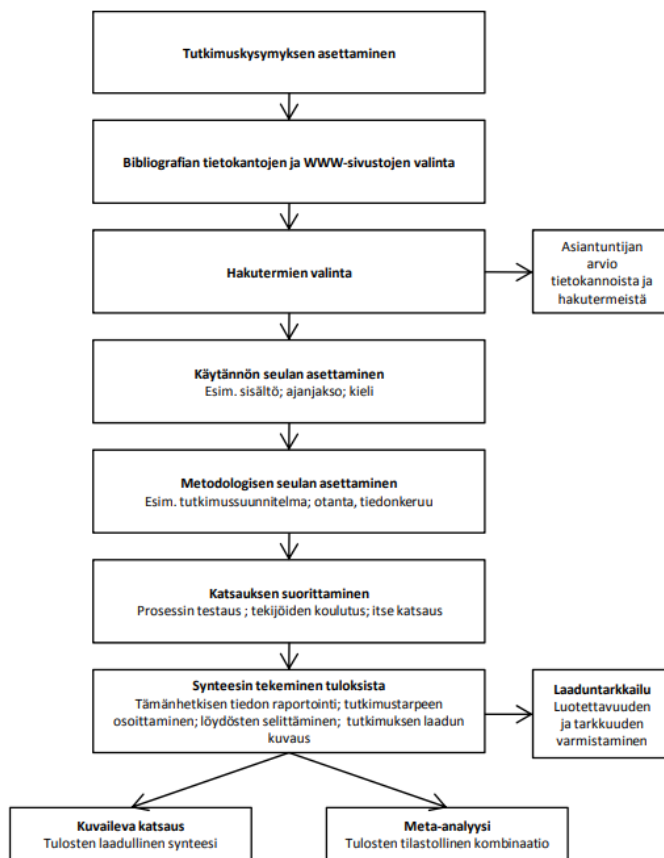 Tutkimuskysymyksen asettaminen
Bibliografian tietokantojen ja WWW-sivustojen valinta
Hakutermien valinta
Asiantuntijan
arvio
tietokannoista ja
hakutermeistä
Käytännön seulan asettaminen
Esim. sisältö; ajanjakso; kieli
Metodologisen seulan asettaminen
Esim. tutkimussuunnitelma; otanta, tiedonkeruu
Katsauksen suorittaminen
Prosessin testaus ; tekijöiden koulutus; itse katsaus
Synteesin tekeminen tuloksista
Tämänhetkisen tiedon raportointi; tutkimustarpeen
osoittaminen; löydösten selittäminen; tutkimuksen laadun
kuvaus
Laaduntarkkailu
Luotettavuuden
ja tarkkuuden
varmistaminen
Kuvaileva katsaus
Tulosten laadullinen synteesi
Meta-analyysi
Tulosten tilastollinen kombinaatio